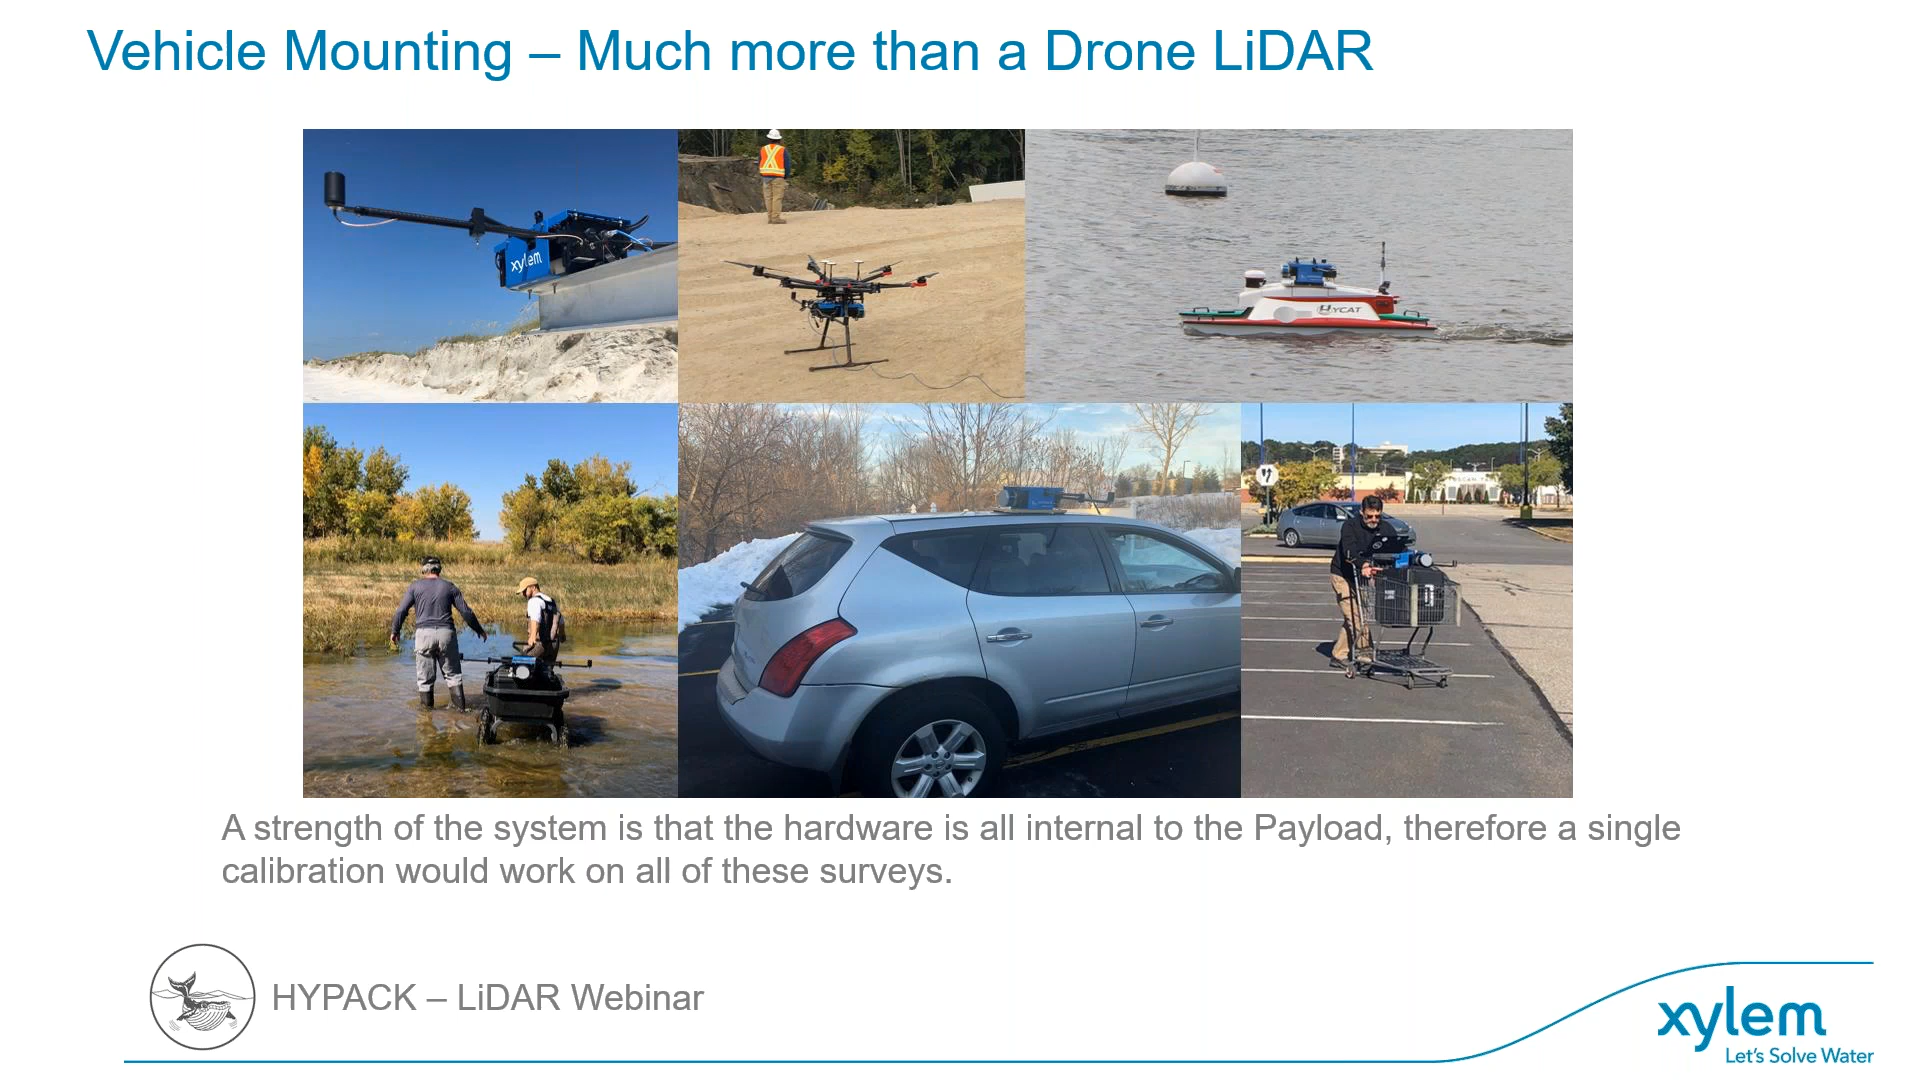 Vehicle Mounting – Much more than a Drone LiDAR
xylem
HYCAT
A strength of the system is that the hardware is all internal to the Payload, therefore a single
calibration would work on all of these surveys.
HYPACK – LiDAR Webinar
xylem
Let's Solve Water